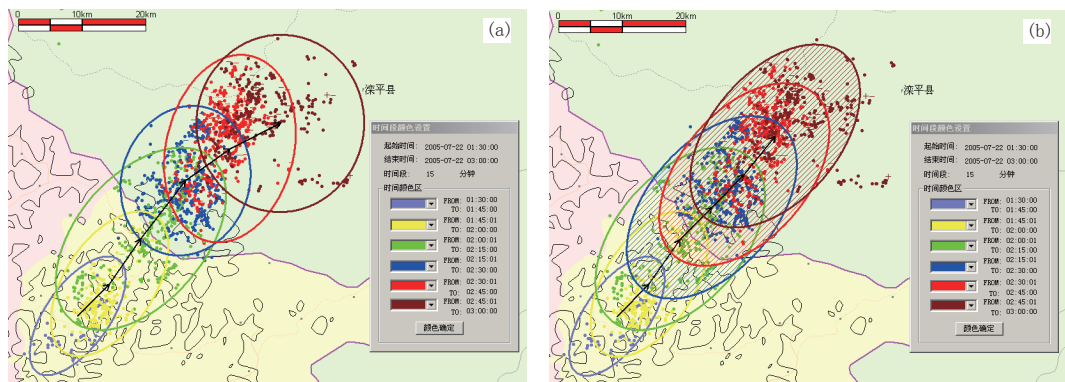 0 10km 20km
(a)
滦平县
时间段颜色设置
起始时间: 2005-07-22 01:30:00
结束时间: 2005-07-22 03:00:00
时间段: 15 分钟
时间颜色区
FROM: 01:30:00
TO: 01:45:00
FROM: 01:45:01
TO: 02:00:00
FROM: 02:00:01
TO: 02:15:00
FROM: 02:15:01
TO: 02:30:00
FROM: 02:30:01
TO: 02:45:00
FROM: 02:45:01
TO: 03:00:00
颜色确定
0 10km 20km
(b)
滦平县
时间段颜色设置
起始时间: 2005-07-22 01:30:00
结束时间: 2005-07-22 03:00:00
时间段: 15 分钟
时间颜色区
FROM: 01:30:00
TO: 01:45:00
FROM: 01:45:01
TO: 02:00:00
FROM: 02:00:01
TO: 02:15:00
FROM: 02:15:01
TO: 02:30:00
FROM: 02:30:01
TO: 02:45:00
FROM: 02:45:01
TO: 03:00:00
颜色确定